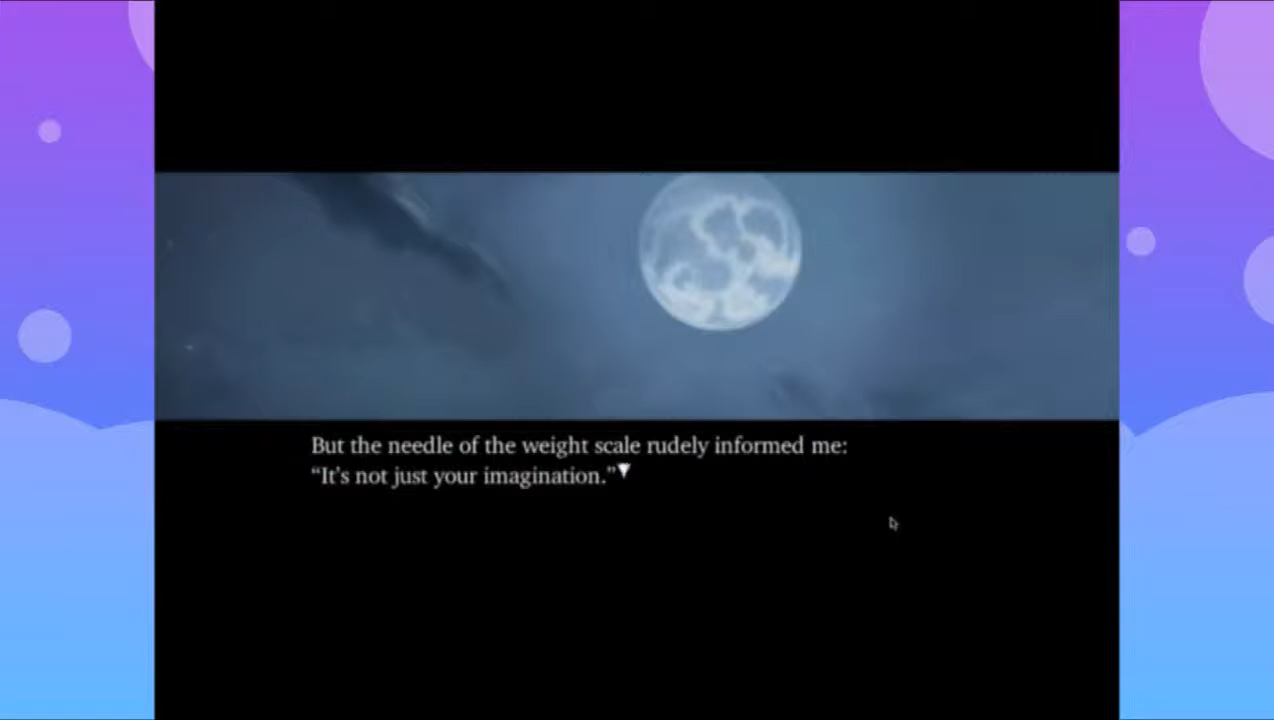 But the needle of the weight scale rudely informed me:
“It’s not just your imagination.”